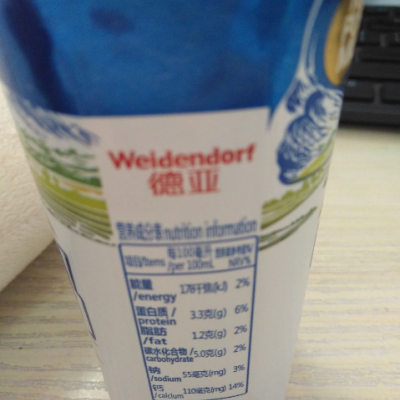 Weidendorf
德亚
营养成分表 nutrition information
项目/Items 每100毫升 /per 100mL NRV%
能量 /energy 178千焦(kJ) 2%
蛋白质/ protein 3.3克(g) 6%
脂肪 /fat 1.2克(g) 2%
碳水化合物/ carbohydrate 5.0克(g) 2%
钠 /sodium 55毫克(mg) 3%
钙 /calcium 110毫克(mg) 14%